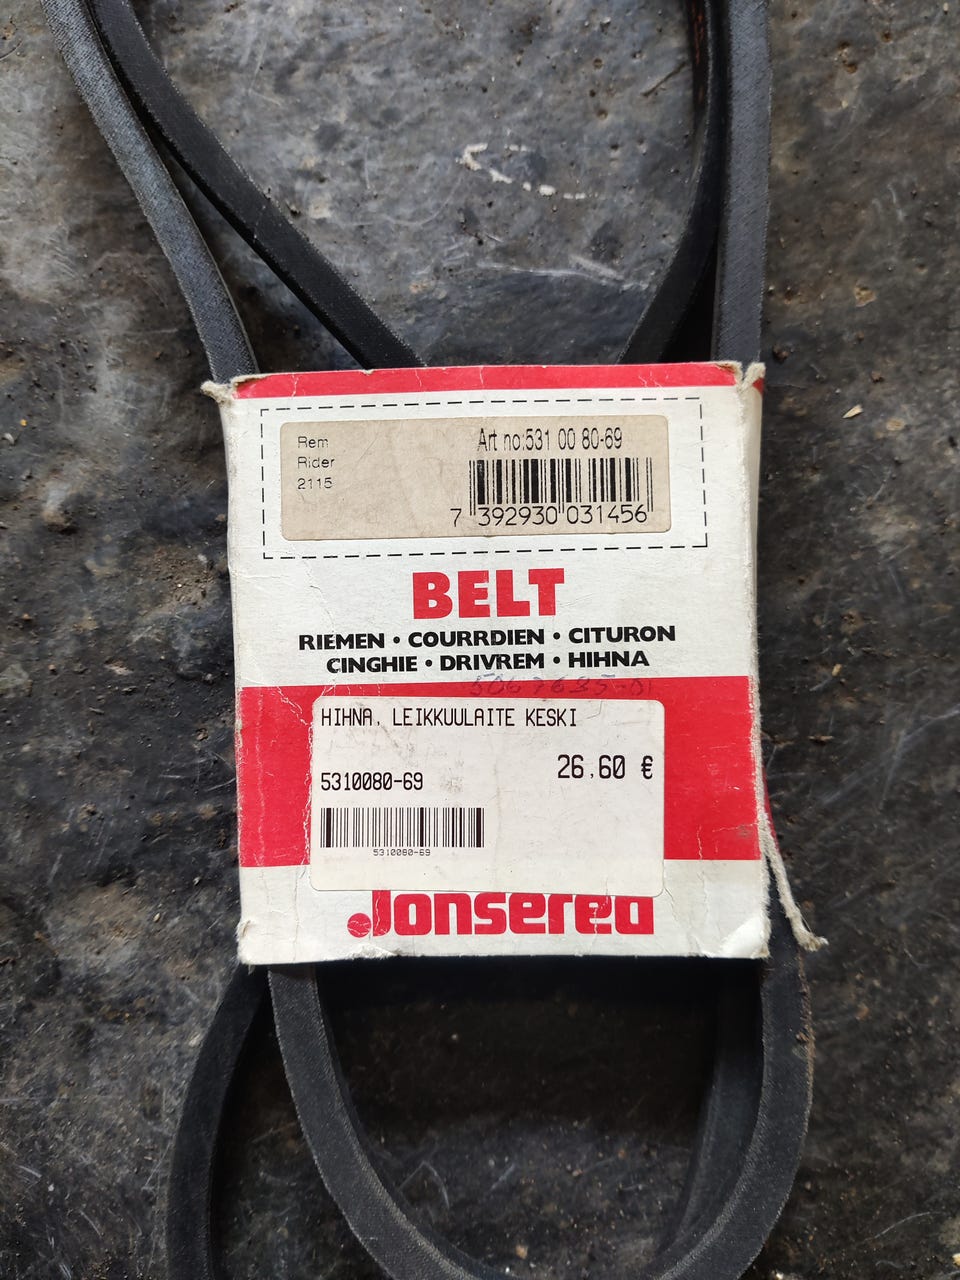 Rem
Rider
2115
Art no:531 00 80-69
7 392930 031456
BELT
RIEMEN • COURRDIEN • CITURON
CINGHIE • DRIVREM • HIHNA
HIHNA, LEIKKUULAITE KESKI
26,60 €
5310080-69
5310080-69
Jonsered